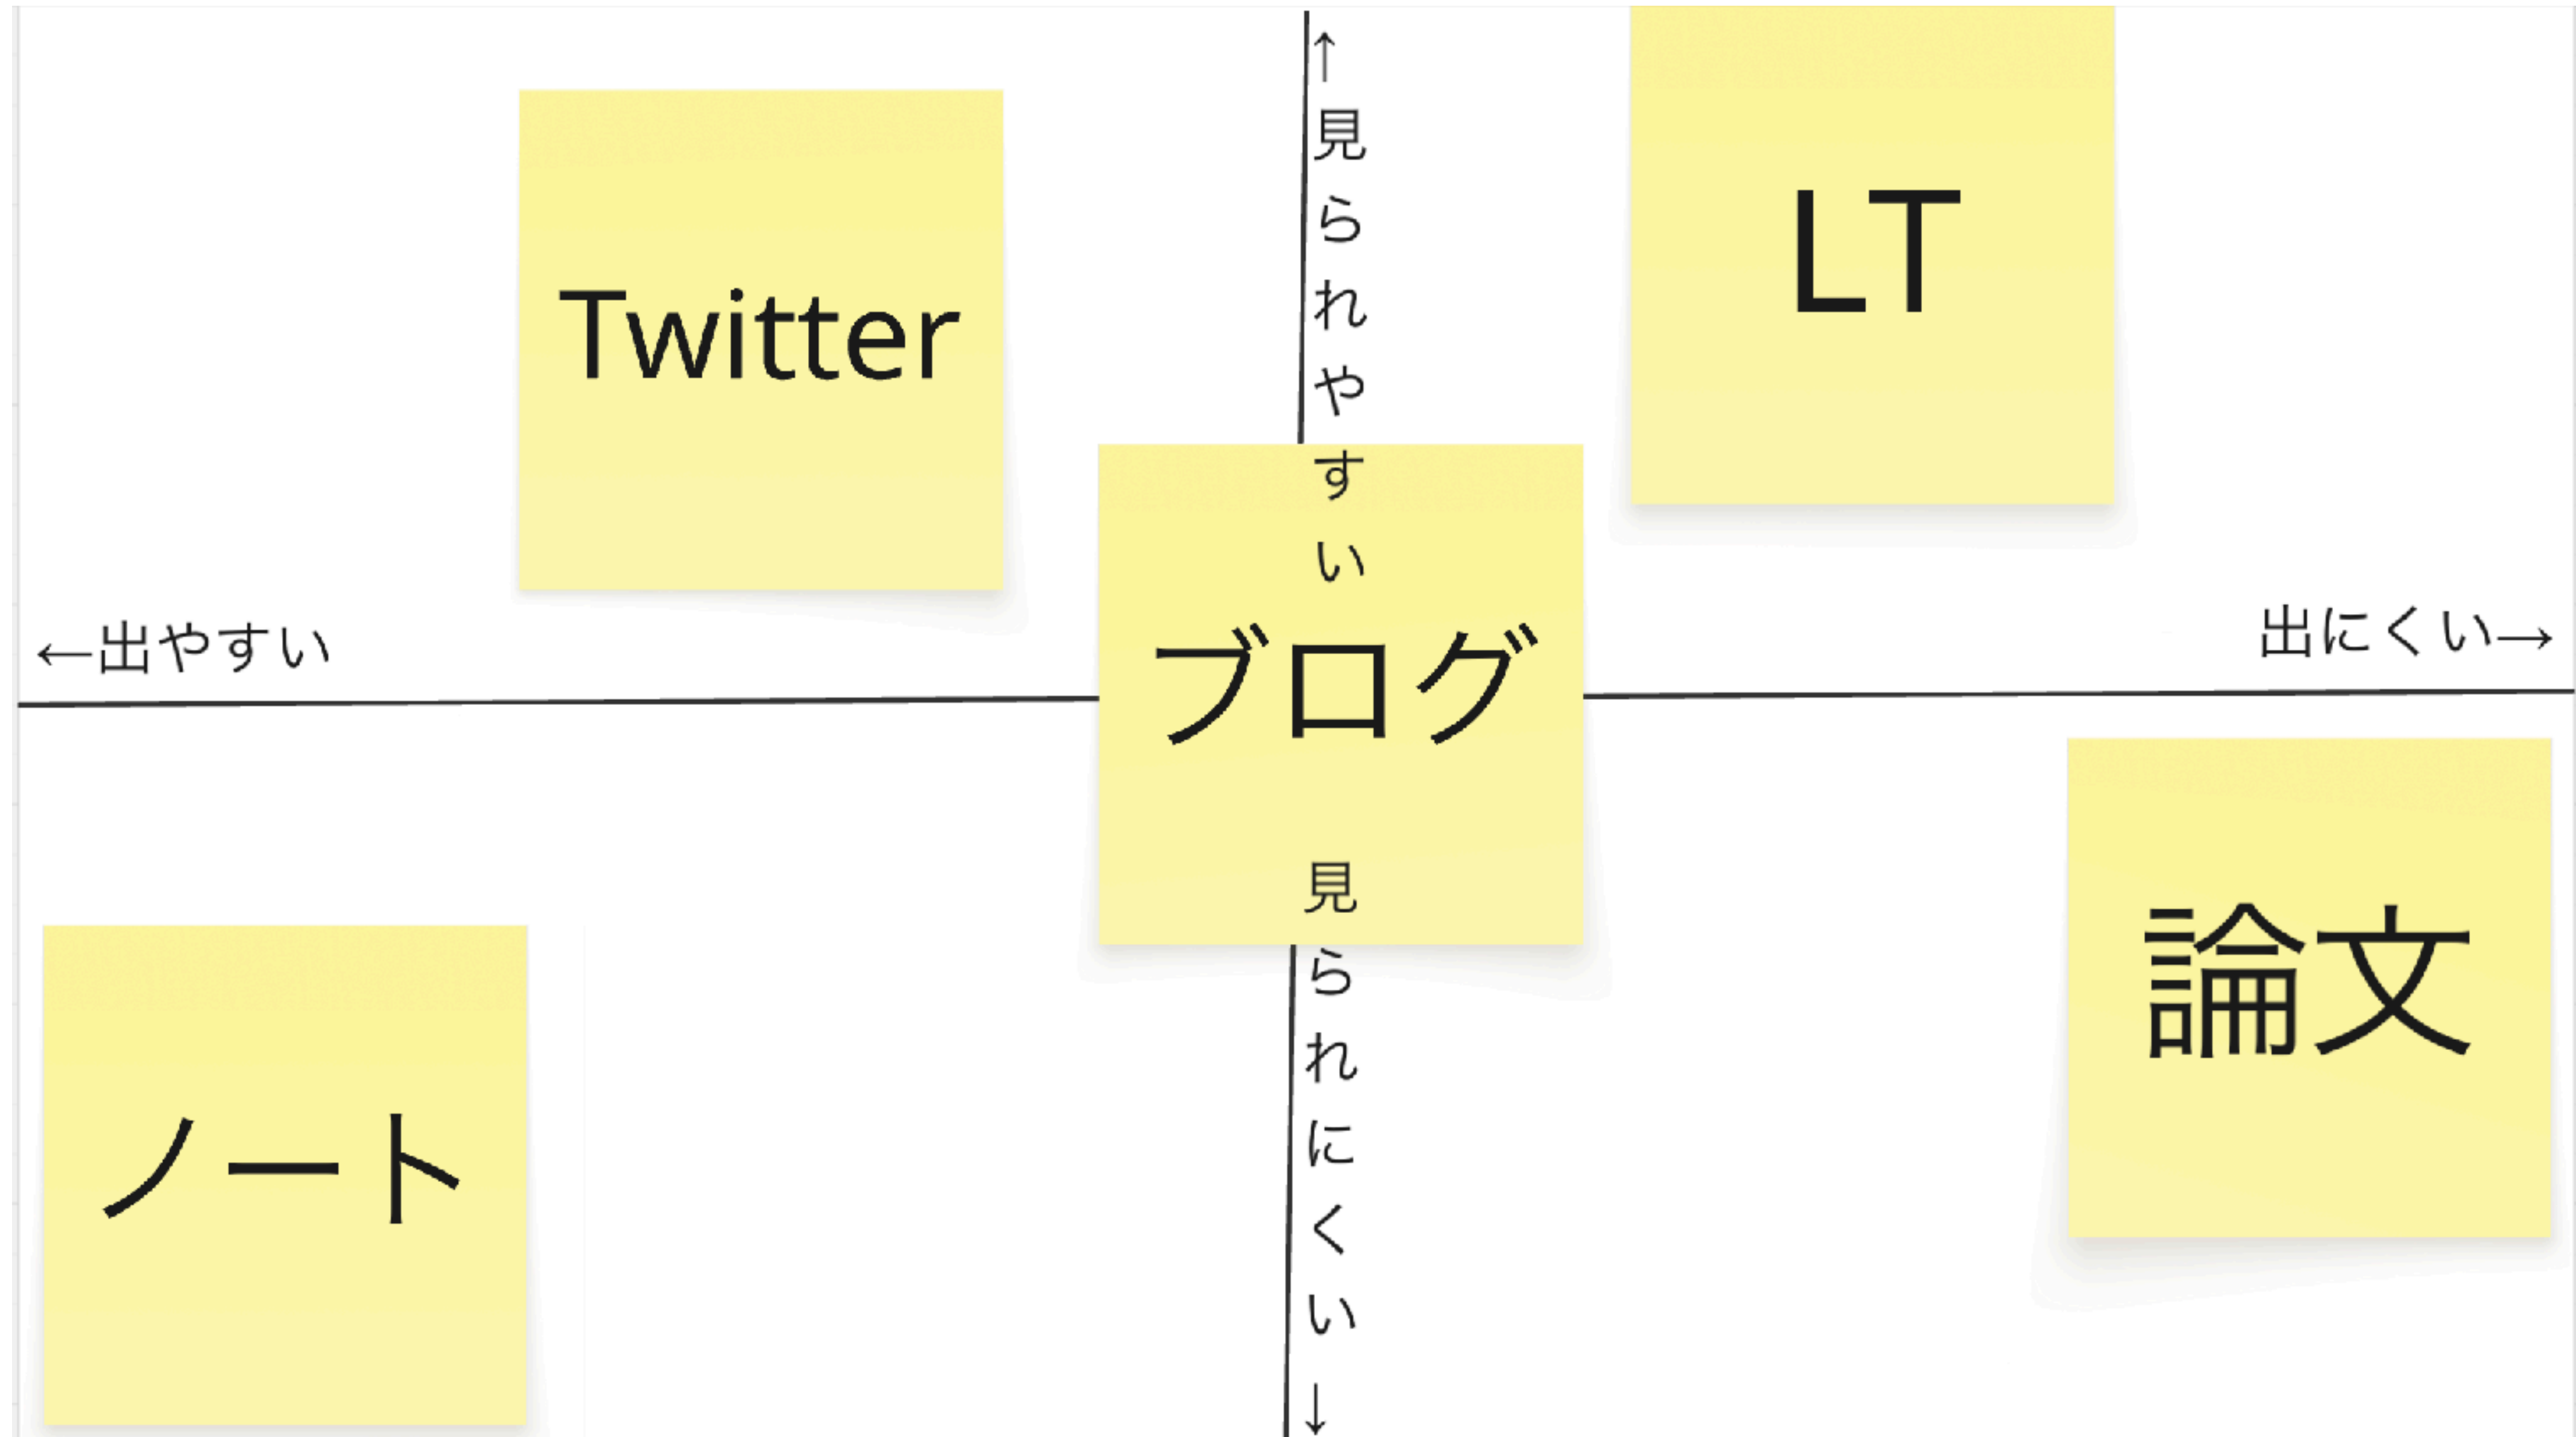 ↑見られやすい
Twitter
LT
←出やすい
出にくい→
ブログ
見られにくい↓
ノート
論文